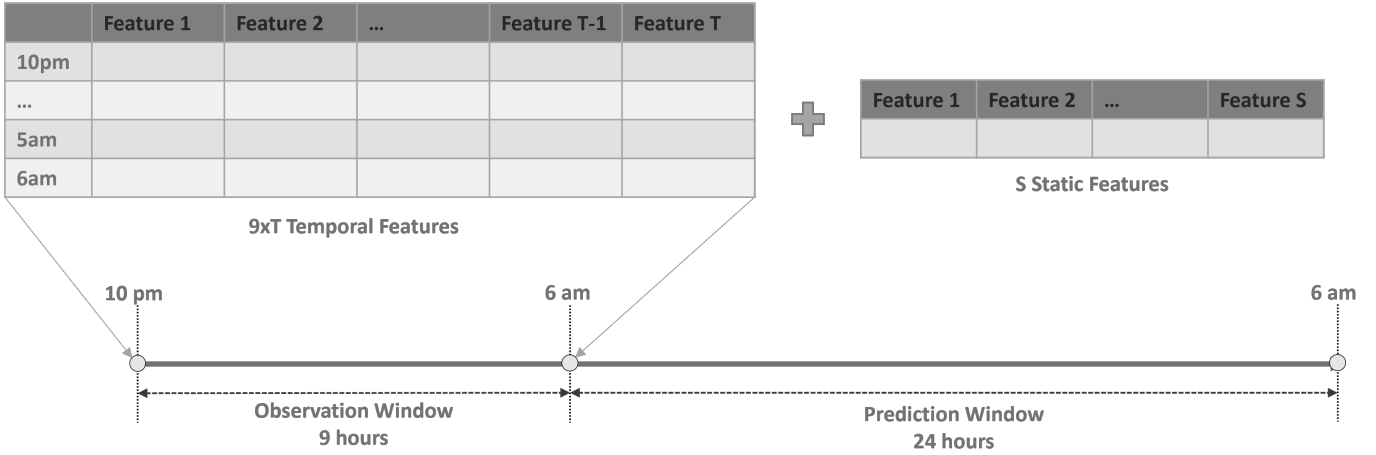 Feature 1 Feature 2 ... Feature T-1 Feature T
10pm
...
5am
6am
9xT Temporal Features
Feature 1 Feature 2 ... Feature S
S Static Features
10 pm 6 am 6 am
Observation Window
9 hours
Prediction Window
24 hours